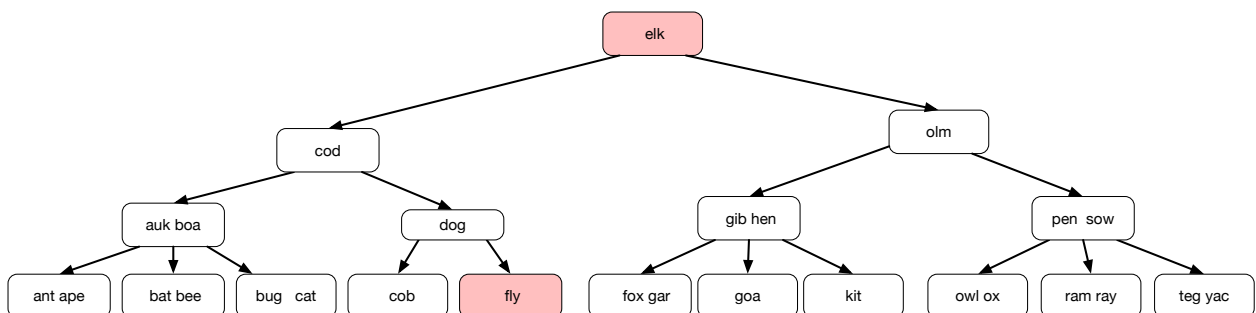 elk
cod
olm
auk boa
dog
gib hen
pen sow
ant ape
bat bee
bug cat
cob
fly
fox gar
goa
kit
owl ox
ram ray
teg yac